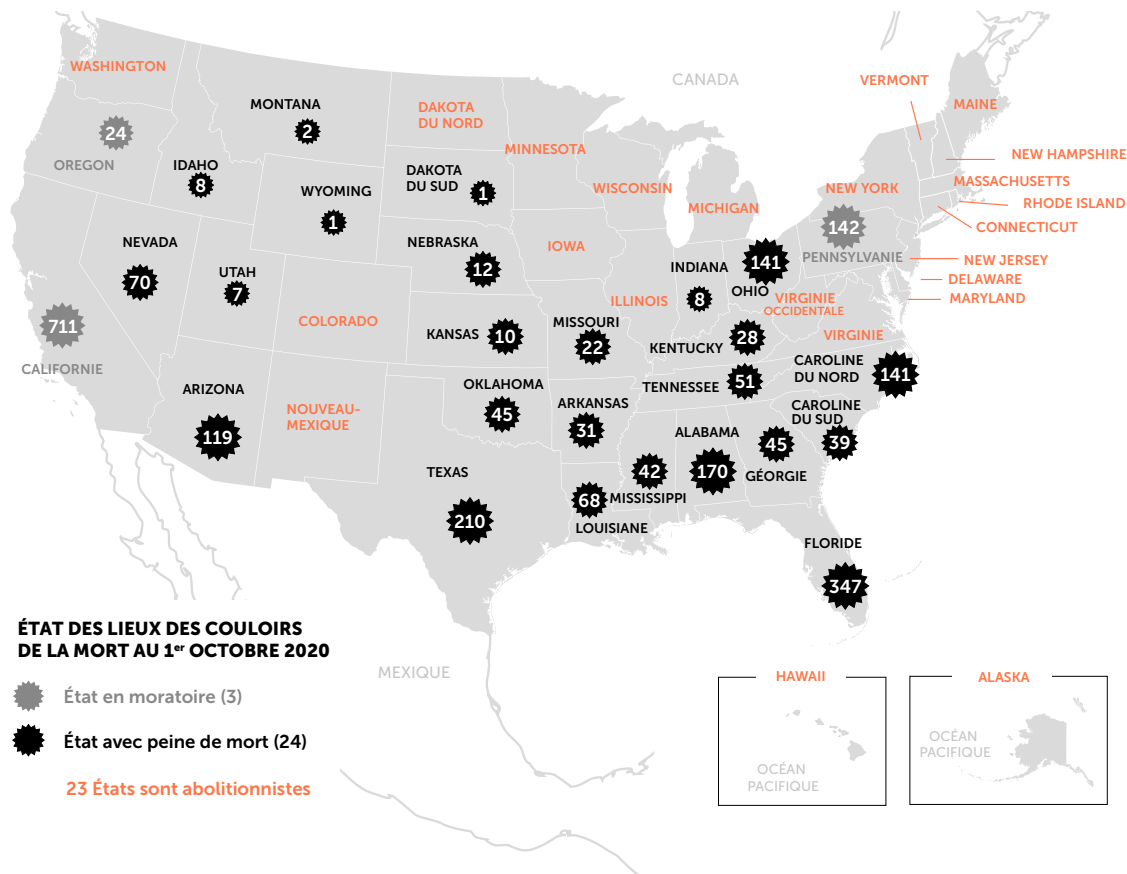 CANADA
WASHINGTON
VERMONT
MAINE
MONTANA
2
DAKOTA
DU NORD
24
OREGON
MINNESOTA
NEW HAMPSHIRE
IDAHO
8
DAKOTA
DU SUD
1
WYOMING
1
WISCONSIN
MICHIGAN
NEW YORK
MASSACHUSETTS
RHODE ISLAND
CONNECTICUT
142
PENNSYLVANIE
NEVADA
70
UTAH
7
NEBRASKA
12
IOWA
INDIANA
8
141
OHIO
NEW JERSEY
DELAWARE
MARYLAND
711
CALIFORNIE
COLORADO
KANSAS
10
MISSOURI
22
ILLINOIS
VIRGINIE
OCCIDENTALE
VIRGINIE
KENTUCKY
28
ARIZONA
119
NOUVEAU-
MEXIQUE
OKLAHOMA
45
ARKANSAS
31
TENNESSEE
51
CAROLINE
DU NORD
141
CAROLINE
DU SUD
39
TEXAS
210
68
LOUISIANE
42
MISSISSIPPI
ALABAMA
170
45
GÉORGIE
FLORIDE
347
ÉTAT DES LIEUX DES COULOIRS
DE LA MORT AU 1er OCTOBRE 2020
État en moratoire (3)
État avec peine de mort (24)
23 États sont abolitionnistes
MEXIQUE
HAWAII
OCÉAN
PACIFIQUE
ALASKA
OCÉAN
PACIFIQUE